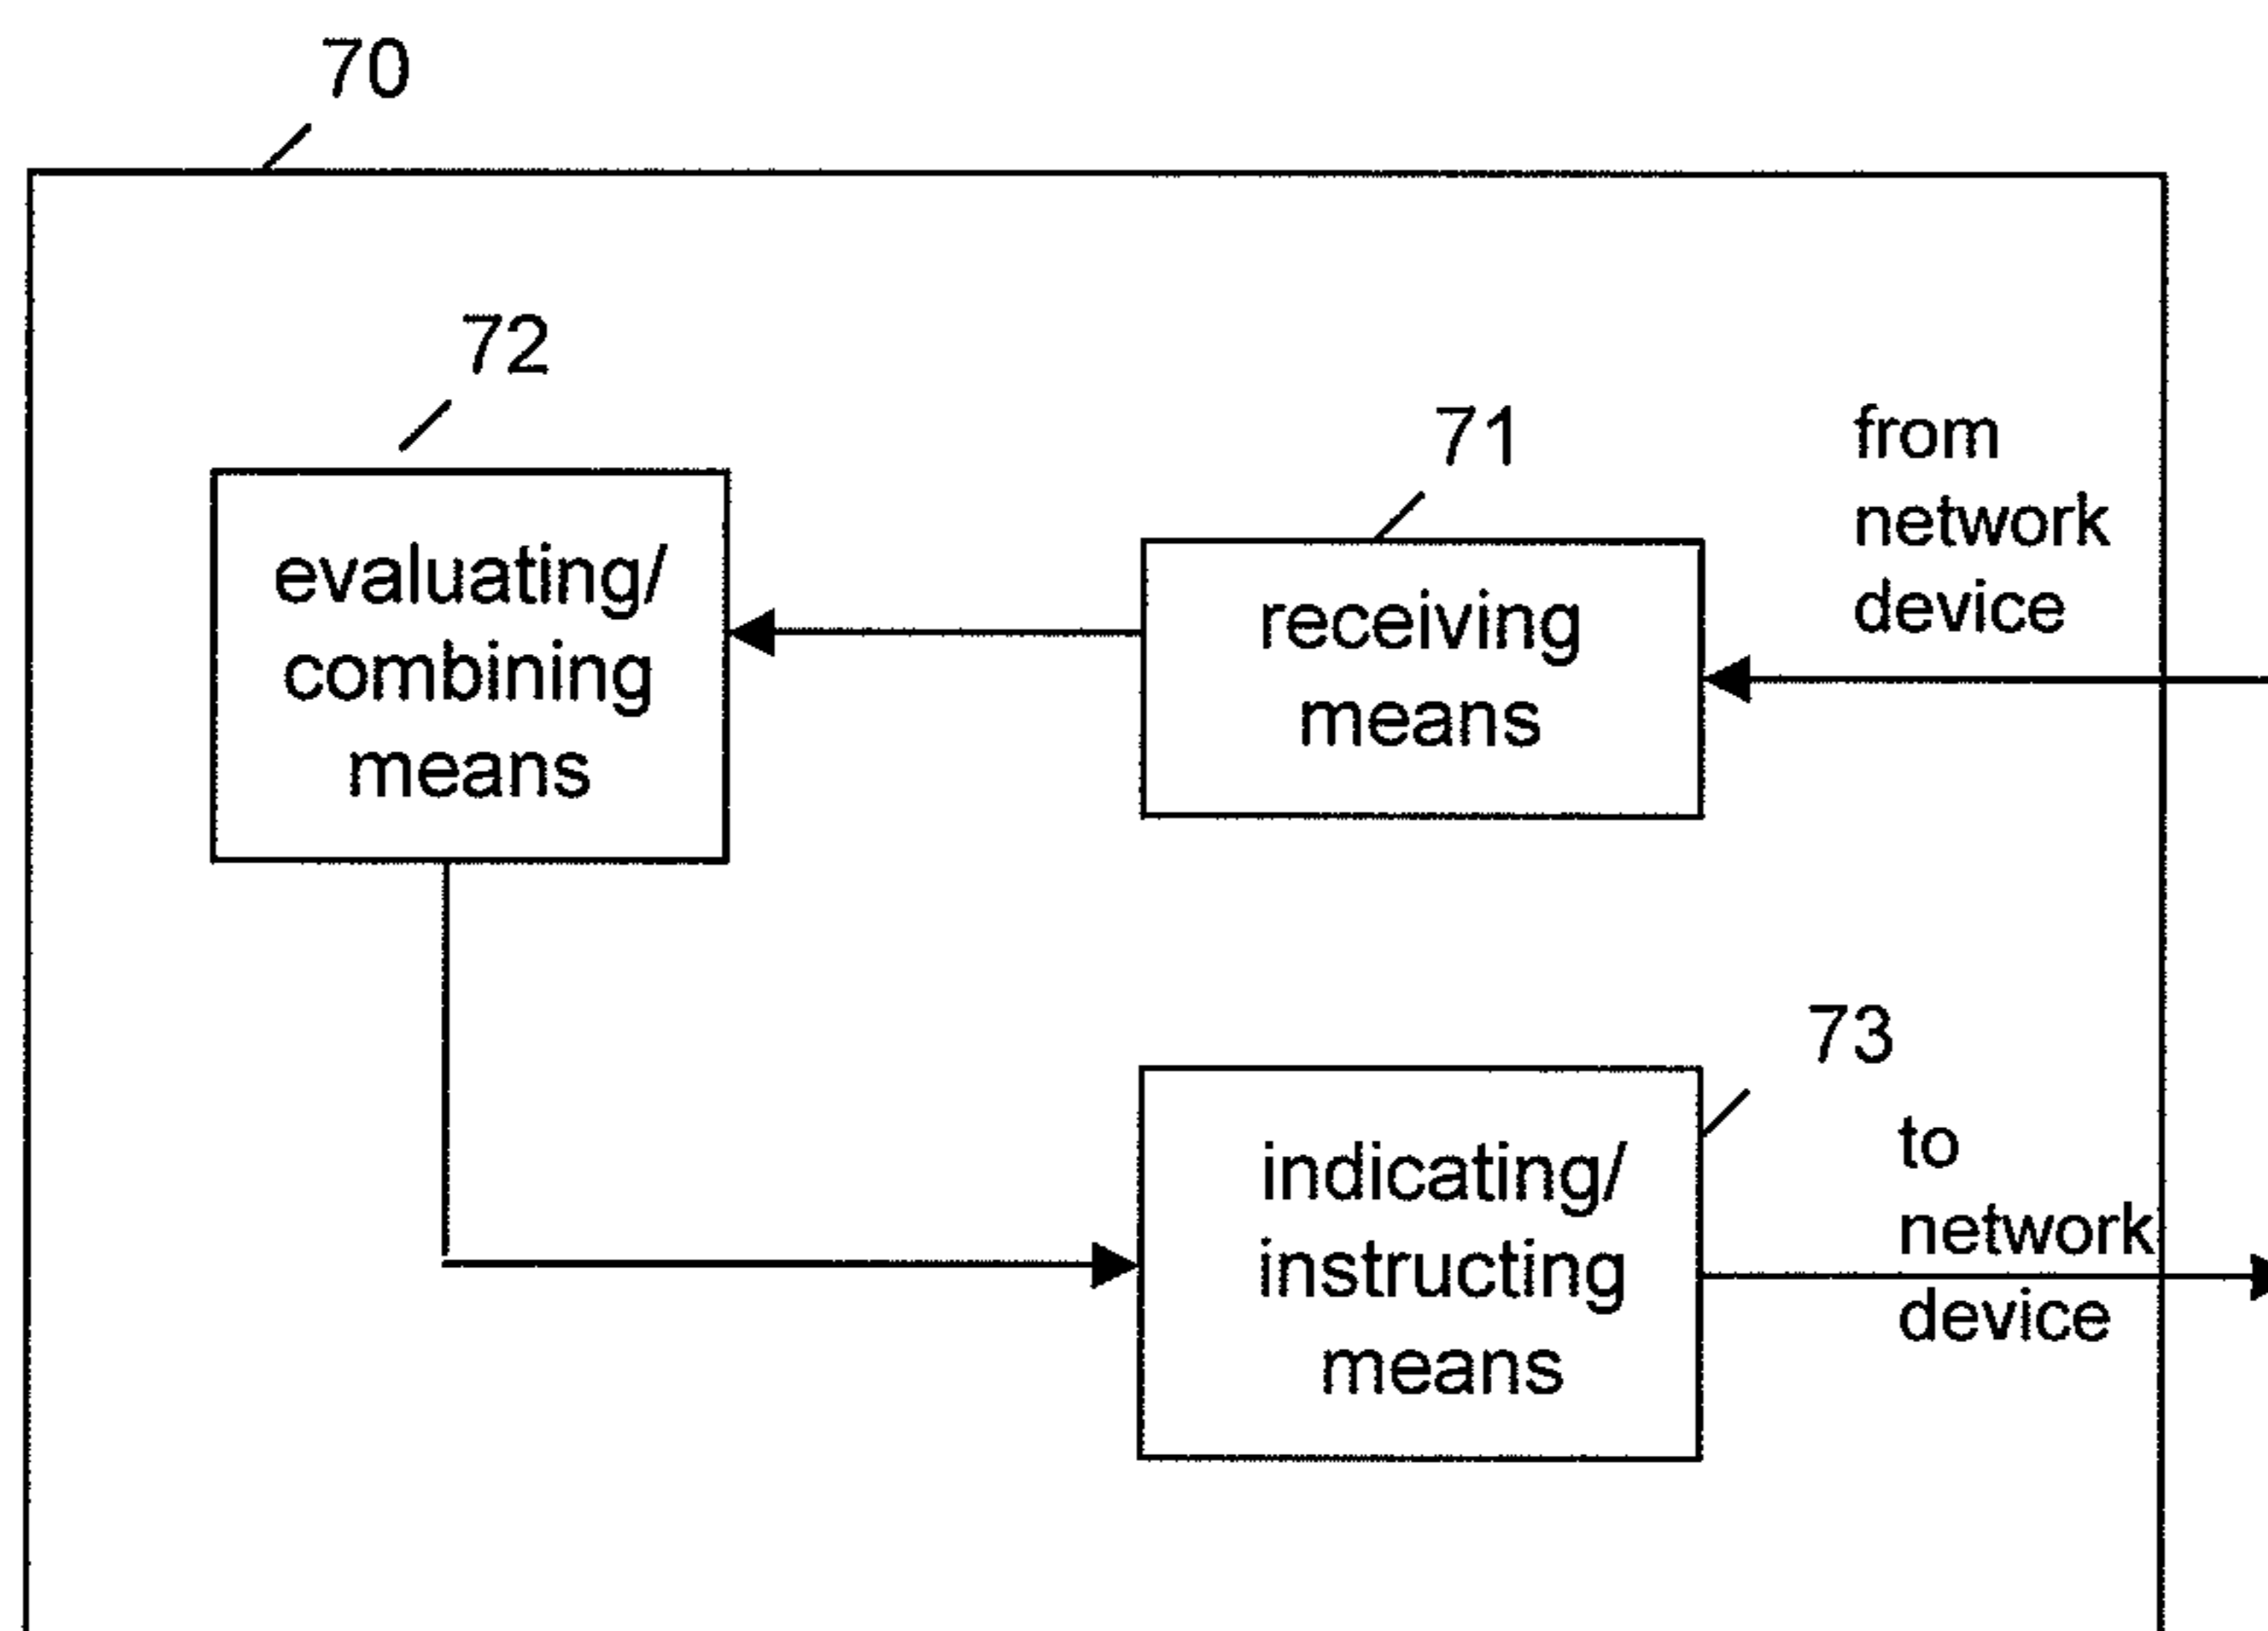 70
72
evaluating/
combining
means
71
receiving
means
from
network
device
73
indicating/
instructing
means
to
network
device